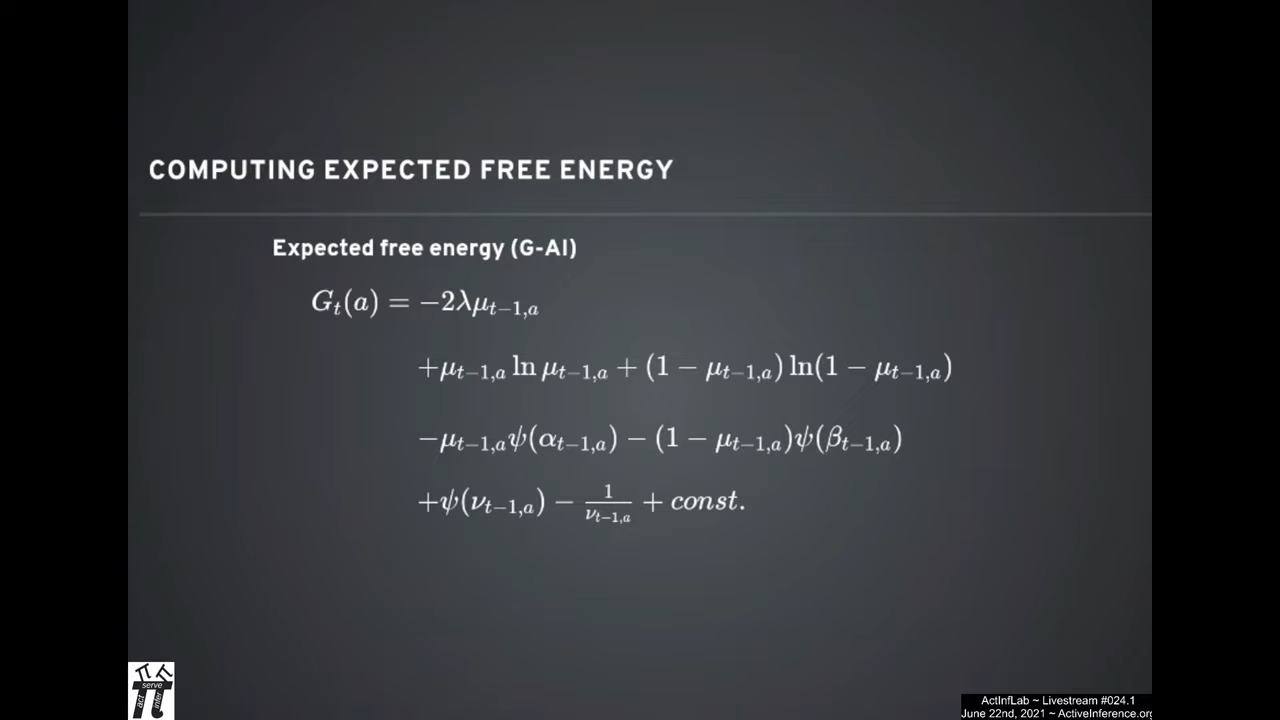 COMPUTING EXPECTED FREE ENERGY
Expected free energy (G-AI)
G_t(a) = −2λμ_{t−1,a}
+μ_{t−1,a} ln μ_{t−1,a} + (1 − μ_{t−1,a}) ln(1 − μ_{t−1,a})
−μ_{t−1,a}ψ(α_{t−1,a}) − (1 − μ_{t−1,a})ψ(β_{t−1,a})
+ψ(ν_{t−1,a}) − 1/ν_{t−1,a} + const.
serve
act
infer
ActInfLab ~ Livestream #024.1
June 22nd, 2021 ~ ActiveInference.org